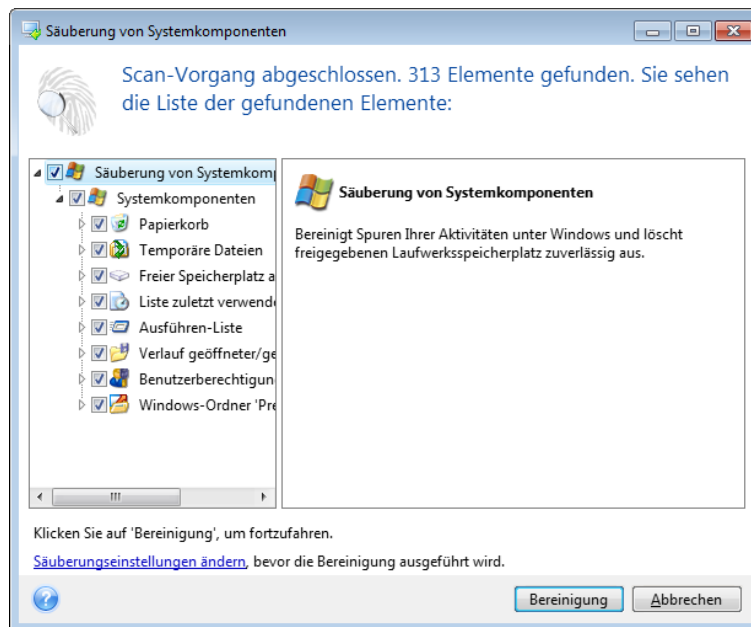 Säuberung von Systemkomponenten
Scan-Vorgang abgeschlossen. 313 Elemente gefunden. Sie sehen
die Liste der gefundenen Elemente:
Säuberung von Systemkom
Systemkomponenten
Papierkorb
Temporäre Dateien
Freier Speicherplatz a
Liste zuletzt verwende
Ausführen-Liste
Verlauf geöffneter/ge
Benutzerberechtigun
Windows-Ordner 'Pre
Säuberung von Systemkomponenten
Bereinigt Spuren Ihrer Aktivitäten unter Windows und löscht
freigegebenen Laufwerksspeicherplatz zuverlässig aus.
Klicken Sie auf 'Bereinigung', um fortzufahren.
Säuberungseinstellungen ändern, bevor die Bereinigung ausgeführt wird.
Bereinigung
Abbrechen